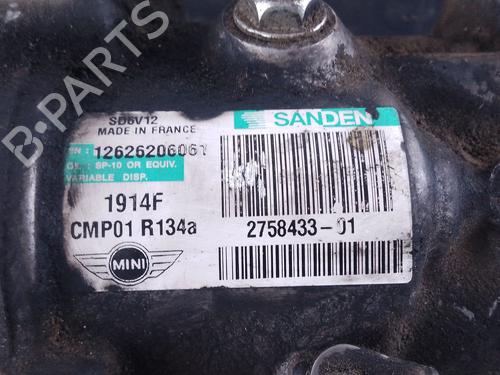 B-PARTS
SD6V12
MADE IN FRANCE
SANDEN
S/N : 12626206061
OIL : SP-10 OR EQUIV.
VARIABLE DISP.
1914F
CMP01 R134a
2758433-01
MINI